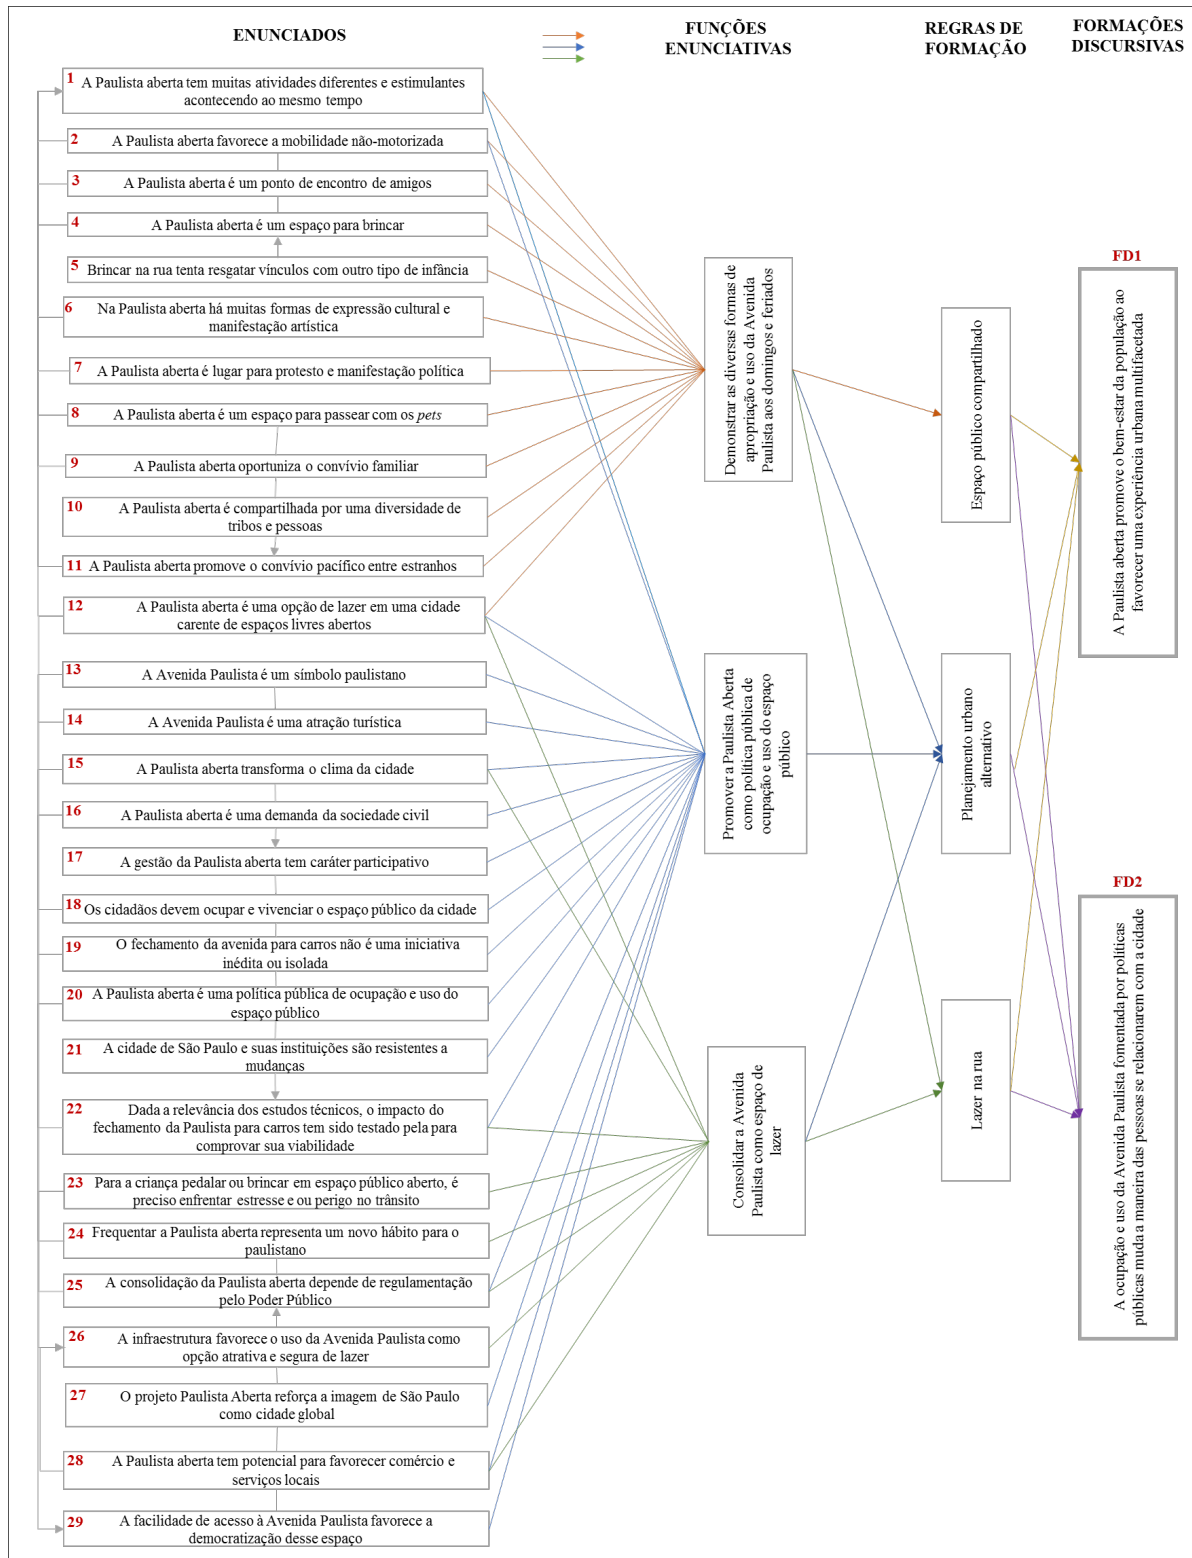 ENUNCIADOS
FUNÇÕES
ENUNCIATIVAS
REGRAS DE
FORMAÇÃO
FORMAÇÕES
DISCURSIVAS
1 A Paulista aberta tem muitas atividades diferentes e estimulantes
acontecendo ao mesmo tempo
2 A Paulista aberta favorece a mobilidade não-motorizada
3 A Paulista aberta é um ponto de encontro de amigos
4 A Paulista aberta é um espaço para brincar
5 Brincar na rua tenta resgatar vínculos com outro tipo de infância
6 Na Paulista aberta há muitas formas de expressão cultural e
manifestação artística
7 A Paulista aberta é lugar para protesto e manifestação política
8 A Paulista aberta é um espaço para passear com os pets
9 A Paulista aberta oportuniza o convívio familiar
10 A Paulista aberta é compartilhada por uma diversidade de
tribos e pessoas
11 A Paulista aberta promove o convívio pacífico entre estranhos
12 A Paulista aberta é uma opção de lazer em uma cidade
carente de espaços livres abertos
13 A Avenida Paulista é um símbolo paulistano
14 A Avenida Paulista é uma atração turística
15 A Paulista aberta transforma o clima da cidade
16 A Paulista aberta é uma demanda da sociedade civil
17 A gestão da Paulista aberta tem caráter participativo
18 Os cidadãos devem ocupar e vivenciar o espaço público da cidade
19 O fechamento da avenida para carros não é uma iniciativa
inédita ou isolada
20 A Paulista aberta é uma política pública de ocupação e uso do
espaço público
21 A cidade de São Paulo e suas instituições são resistentes a
mudanças
22 Dada a relevância dos estudos técnicos, o impacto do
fechamento da Paulista para carros tem sido testado pela para
comprovar sua viabilidade
23 Para a criança pedalar ou brincar em espaço público aberto, é
preciso enfrentar estresse e ou perigo no trânsito
24 Frequentar a Paulista aberta representa um novo hábito para o
paulistano
25 A consolidação da Paulista aberta depende de regulamentação
pelo Poder Público
26 A infraestrutura favorece o uso da Avenida Paulista como
opção atrativa e segura de lazer
27 O projeto Paulista Aberta reforça a imagem de São Paulo
como cidade global
28 A Paulista aberta tem potencial para favorecer comércio e
serviços locais
29 A facilidade de acesso à Avenida Paulista favorece a
democratização desse espaço
Demonstrar as diversas formas de
apropriação e uso da Avenida
Paulista aos domingos e feriados
Promover a Paulista Aberta
como política pública de
ocupação e uso do espaço
público
Consolidar a Avenida
Paulista como espaço de
lazer
Espaço público compartilhado
Planejamento urbano
alternativo
Lazer na rua
FD1
A Paulista aberta promove o bem-estar da população ao
favorecer uma experiência urbana multifacetada
FD2
A ocupação e uso da Avenida Paulista fomentada por políticas
públicas muda a maneira das pessoas se relacionarem com a cidade